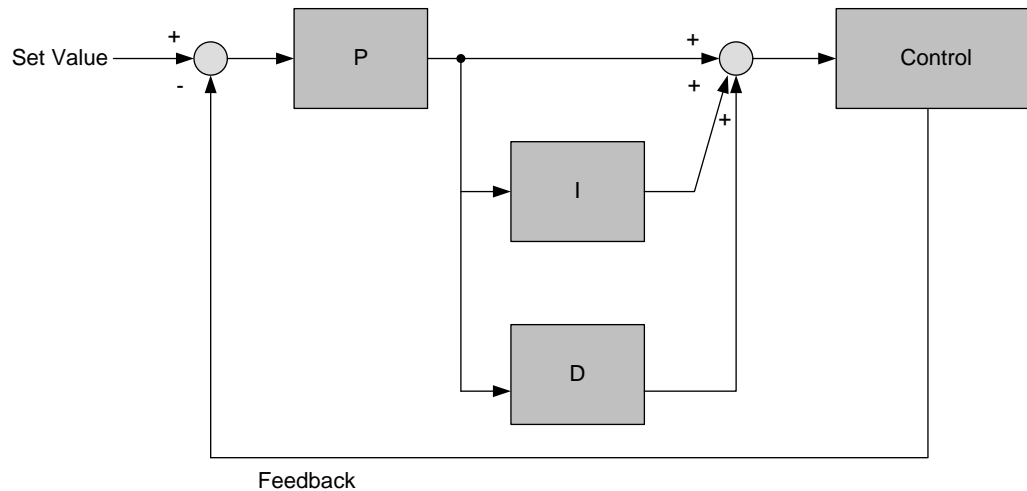 Set Value
+
-
P
+
+
+
Control
I
D
Feedback